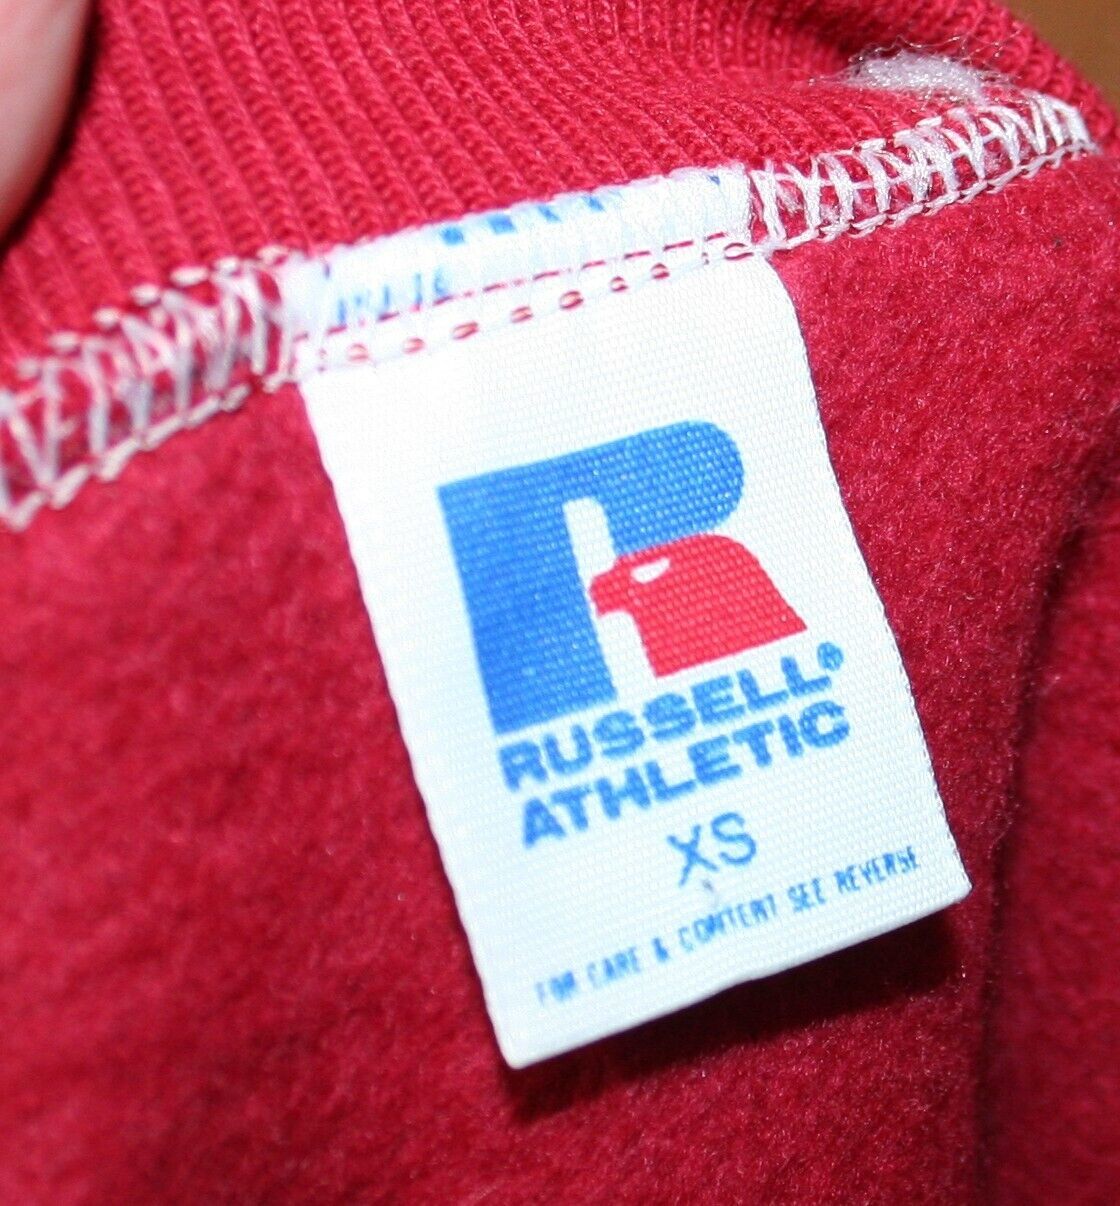 R
RUSSELL®
ATHLETIC
XS
FOR CARE & CONTENT SEE REVERSE